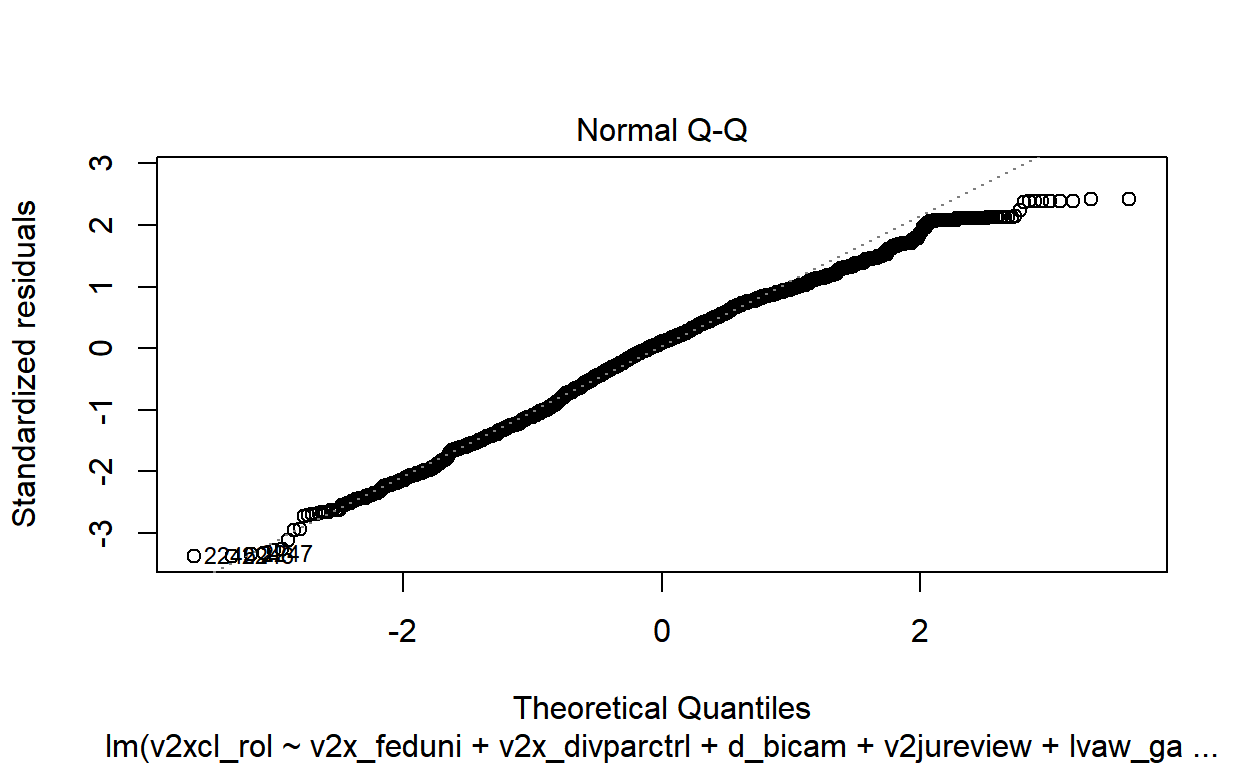 Normal Q-Q
Standardized residuals
3
2
1
0
-1
-2
-3
-2 0 2
Theoretical Quantiles
lm(v2xcl_rol ~ v2x_feduni + v2x_divparctrl + d_bicam + v2jureview + lvaw_ga ...